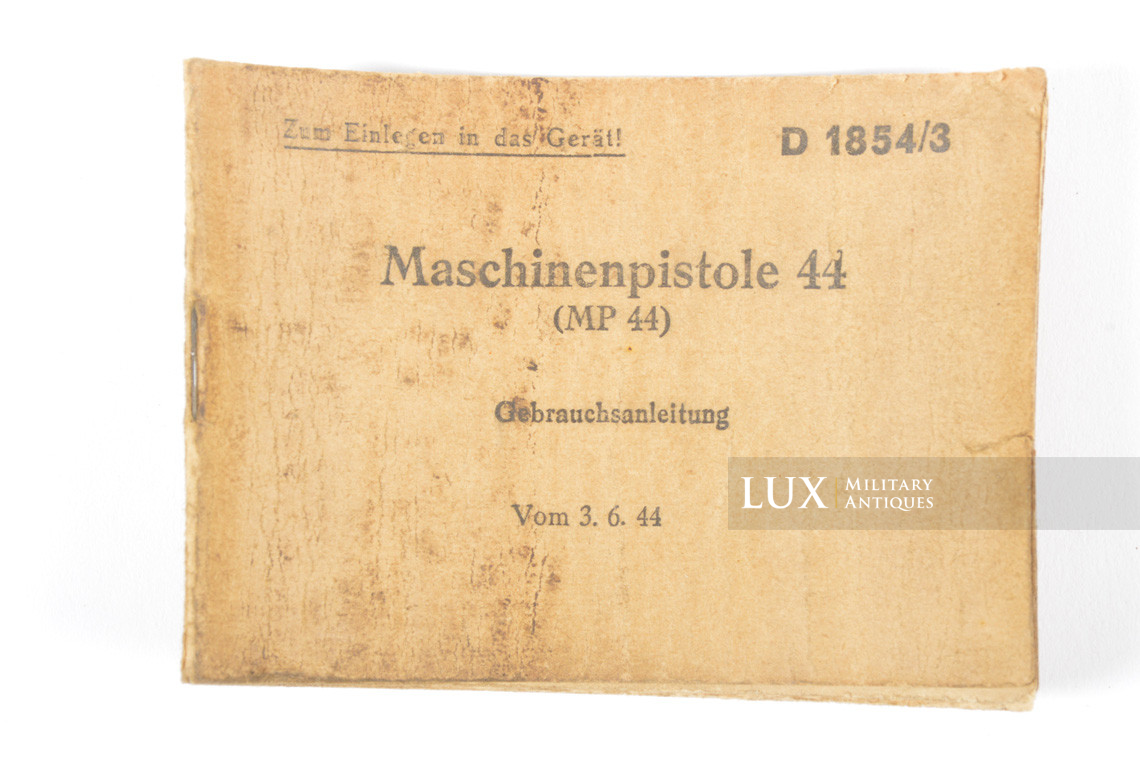 Zum Einlegen in das Gerät!
D 1854/3
Maschinenpistole 44
(MP 44)
Gebrauchsanleitung
LUX MILITARY ANTIQUES
Vom 3. 6. 44